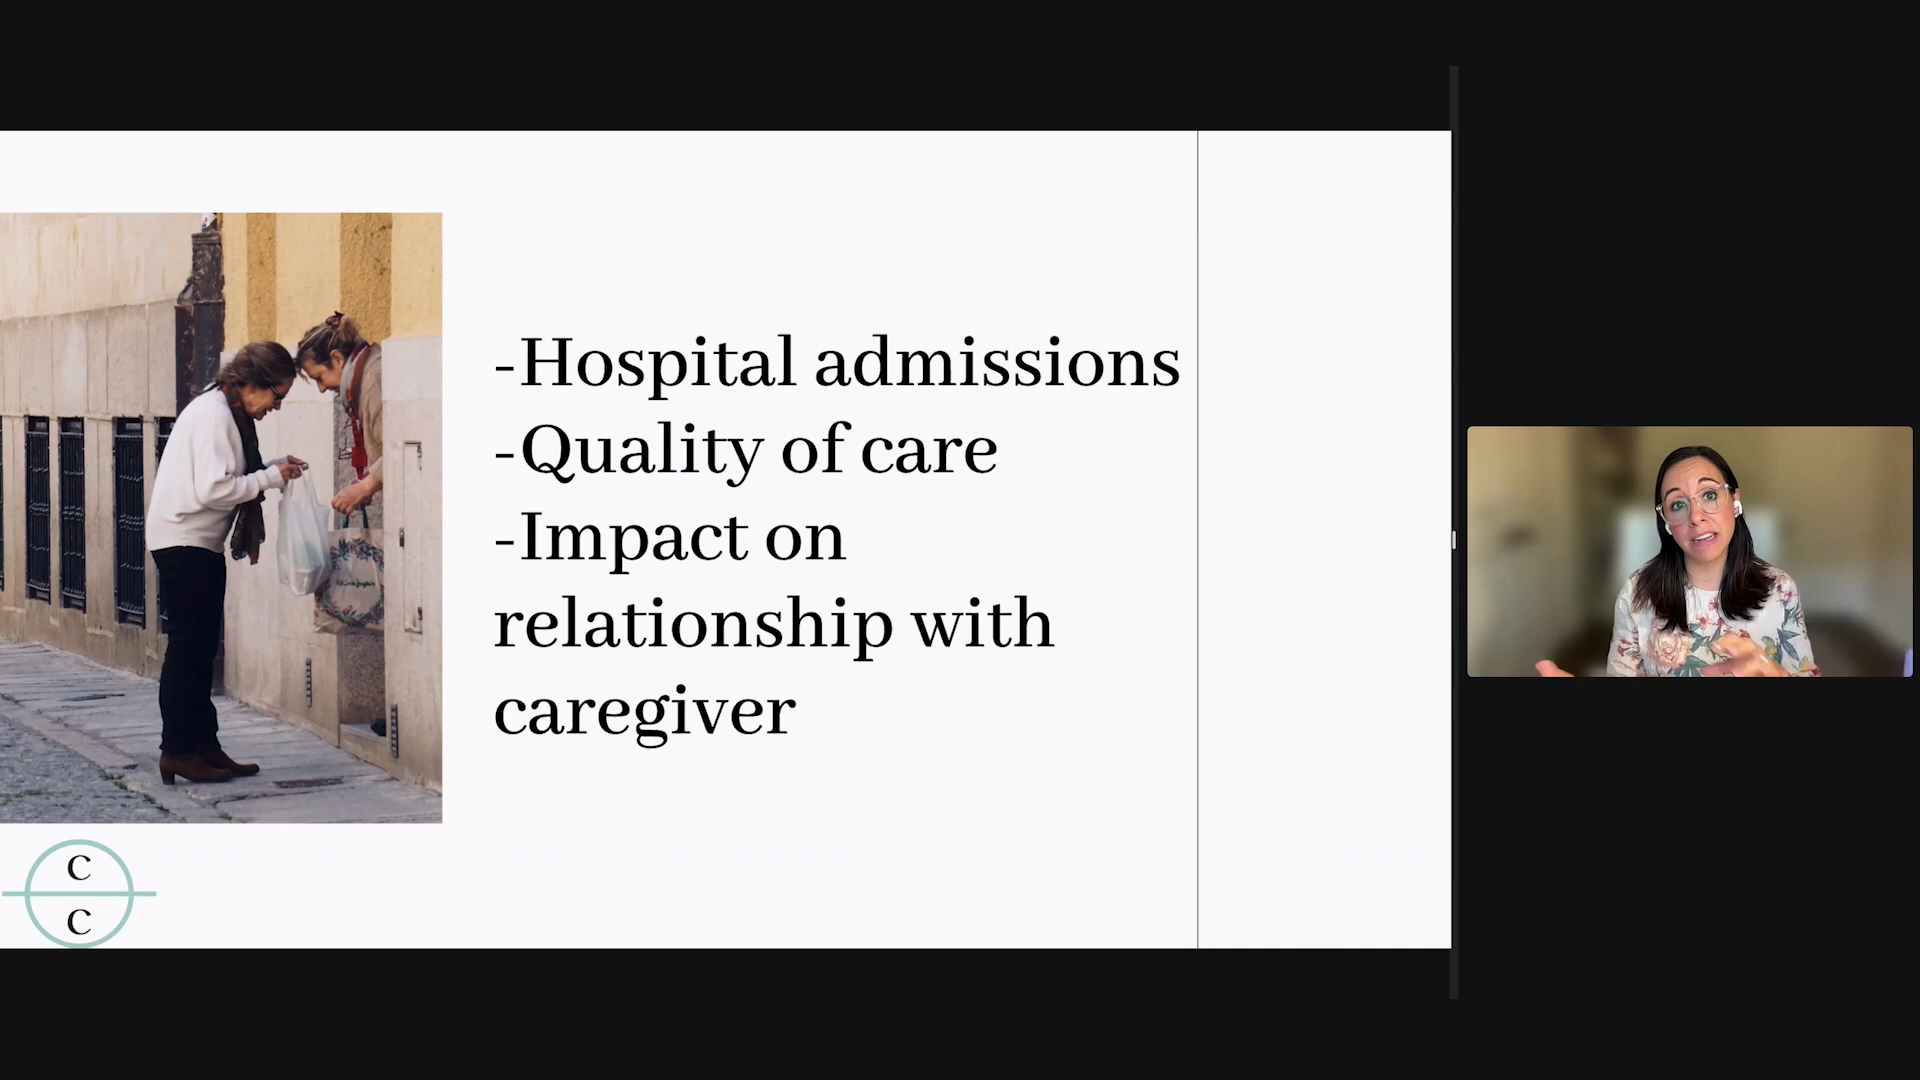 -Hospital admissions
-Quality of care
-Impact on
relationship with
caregiver
C
C